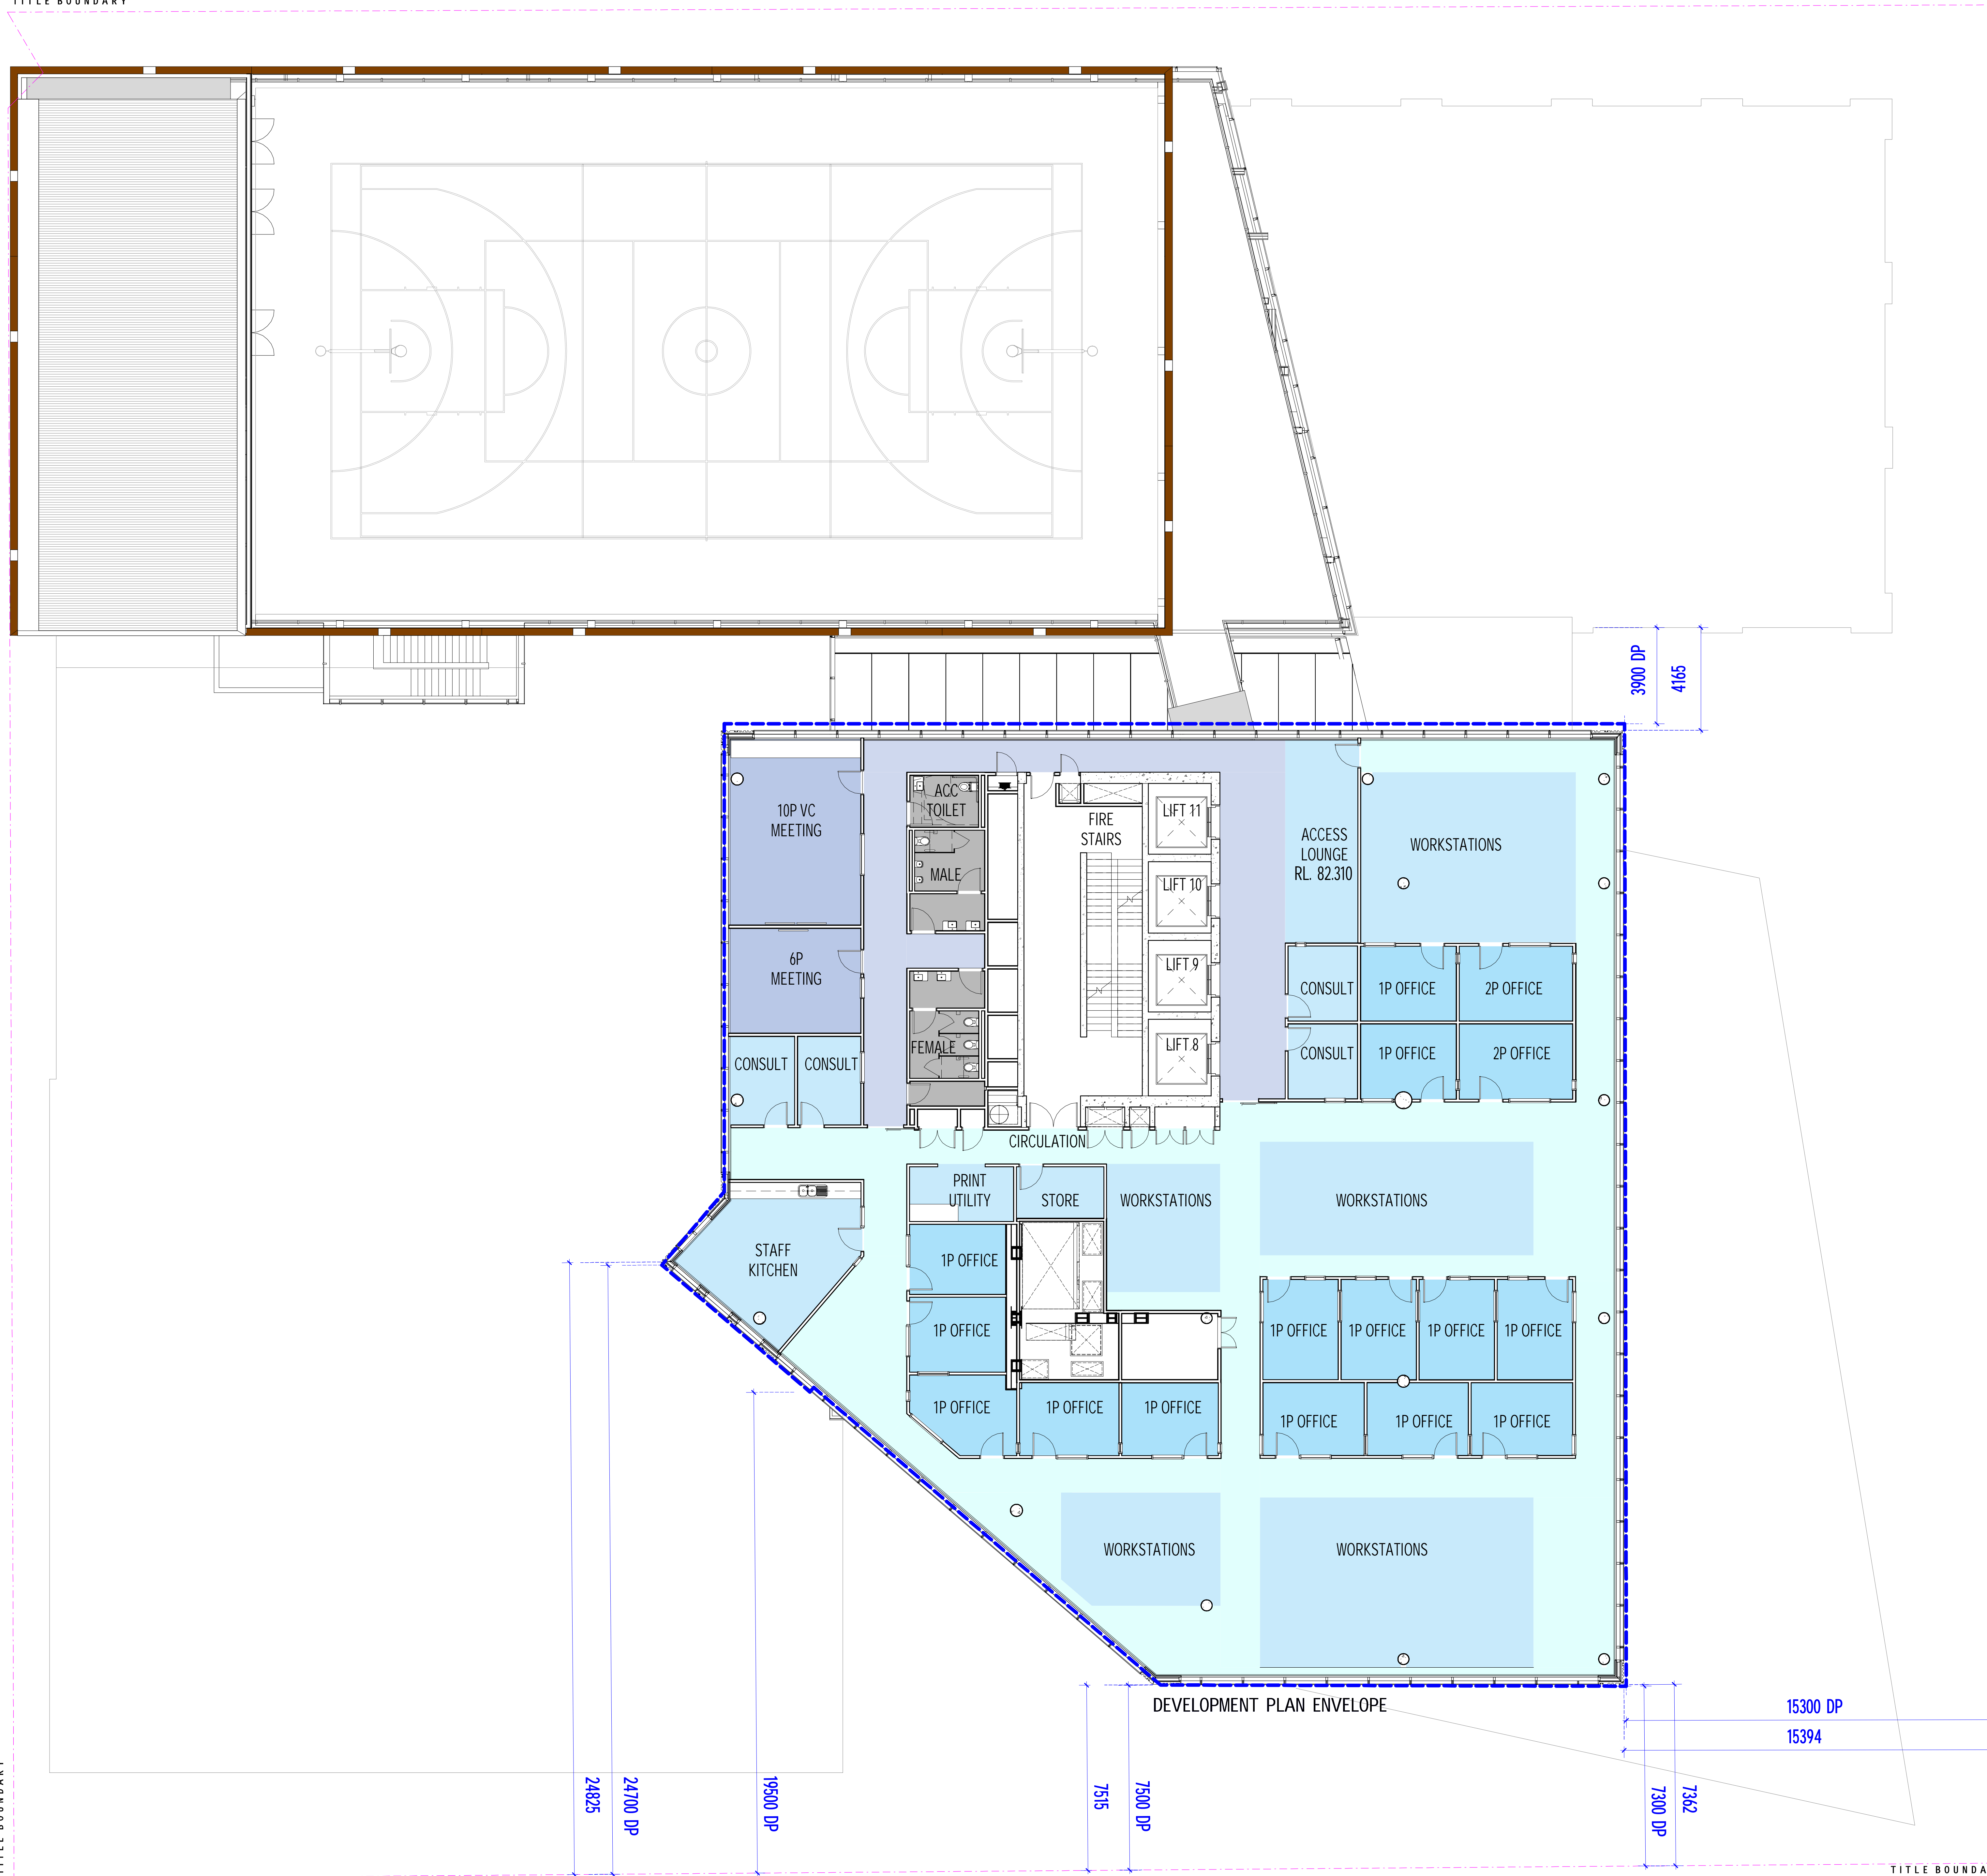 TITLE BOUNDARY
3900 DP
4165
10P VC
MEETING
ACC
TOILET
MALE
FIRE
STAIRS
LIFT 11
LIFT 10
ACCESS
LOUNGE
RL. 82.310
WORKSTATIONS
6P
MEETING
LIFT 9
CONSULT
1P OFFICE
2P OFFICE
FEMALE
LIFT 8
CONSULT
1P OFFICE
2P OFFICE
CONSULT
CONSULT
CIRCULATION
PRINT
UTILITY
STORE
WORKSTATIONS
WORKSTATIONS
STAFF
KITCHEN
1P OFFICE
1P OFFICE
1P OFFICE
1P OFFICE
1P OFFICE
1P OFFICE
1P OFFICE
1P OFFICE
1P OFFICE
1P OFFICE
1P OFFICE
1P OFFICE
WORKSTATIONS
WORKSTATIONS
DEVELOPMENT PLAN ENVELOPE
15300 DP
15394
24825
24700 DP
19500 DP
7515
7500 DP
7300 DP
7362
TITLE BOUNDARY
TITLE BOUNDA